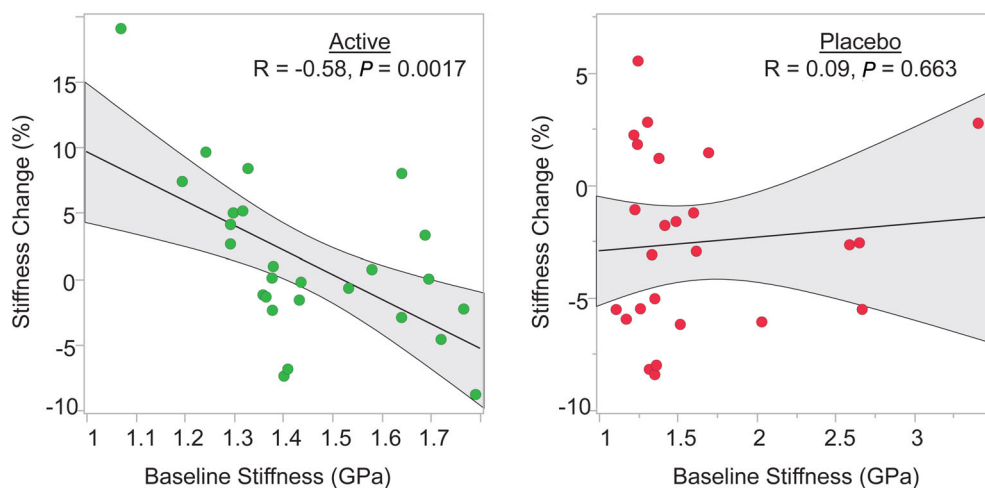 Active
R = -0.58, P = 0.0017
Stiffness Change (%)
15
10
5
0
-5
-10
1 1.1 1.2 1.3 1.4 1.5 1.6 1.7
Baseline Stiffness (GPa)
Placebo
R = 0.09, P = 0.663
Stiffness Change (%)
5
0
-5
-10
1 1.5 2 2.5 3
Baseline Stiffness (GPa)